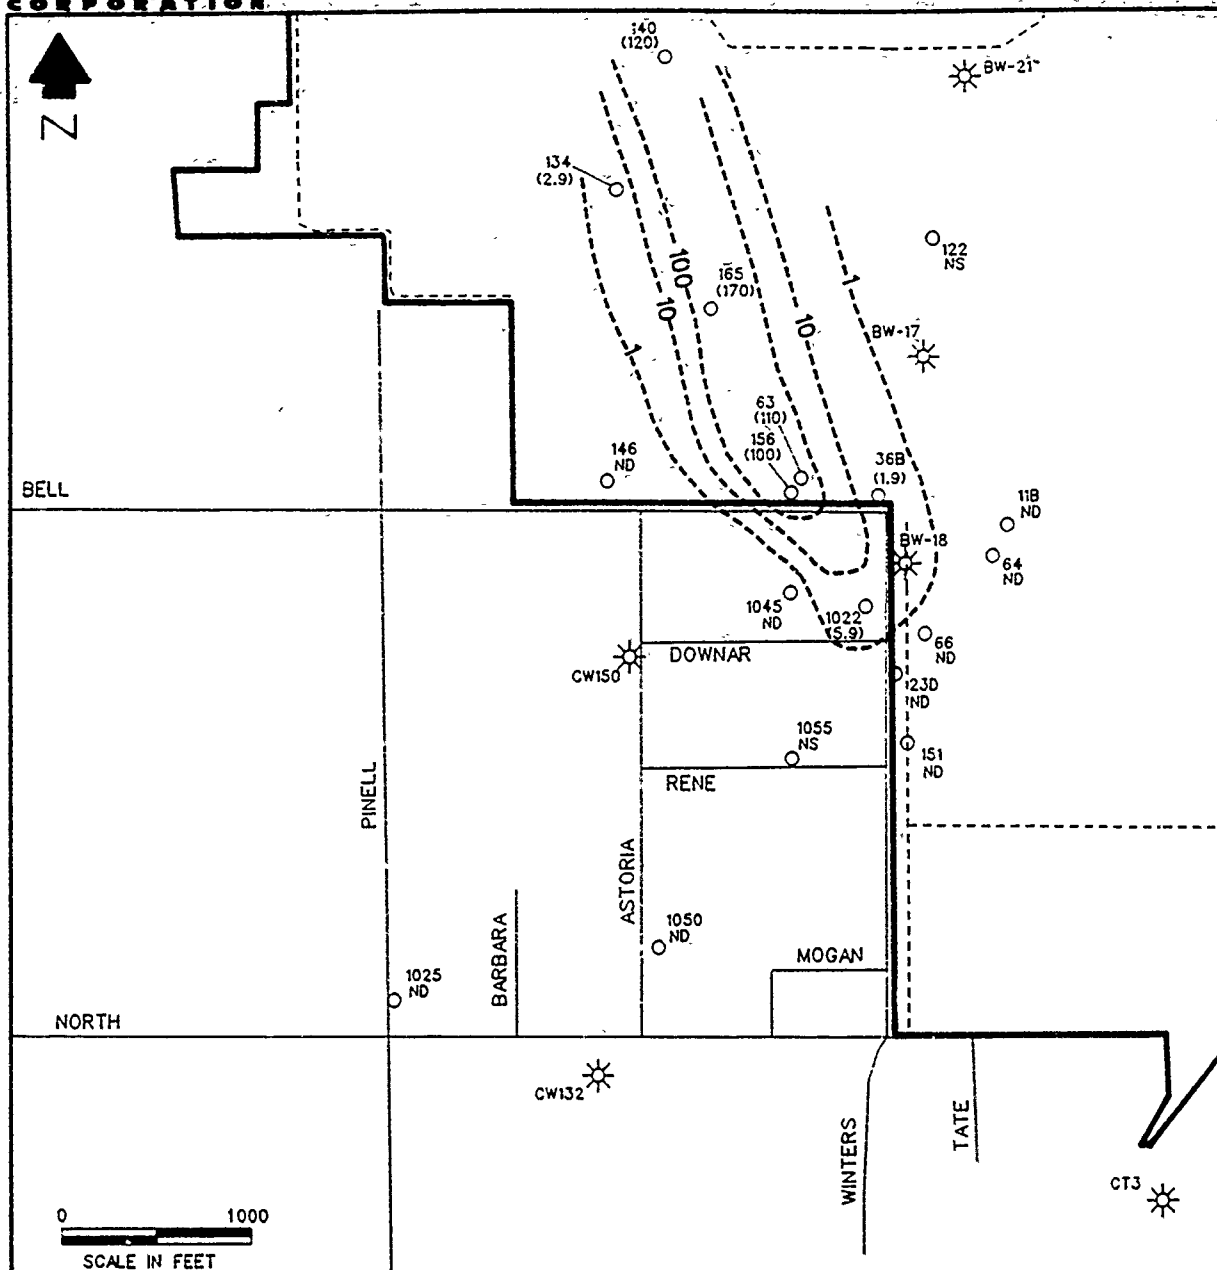 CORPORATION
N
140
(120)
BW-21
134
(2.9)
122
NS
100
165
(170)
10
10
1
1
BW-17
63
(110)
156
(100)
146
ND
36B
(1.9)
BELL
11B
ND
BW-18
64
ND
1045
ND
1022
(5.9)
66
ND
DOWNAR
CW150
23D
ND
1055
NS
151
ND
RENE
PINELL
ASTORIA
BARBARA
1050
ND
MOGAN
1025
ND
NORTH
CW132
WINTERS
TATE
CT3
0 1000
SCALE IN FEET